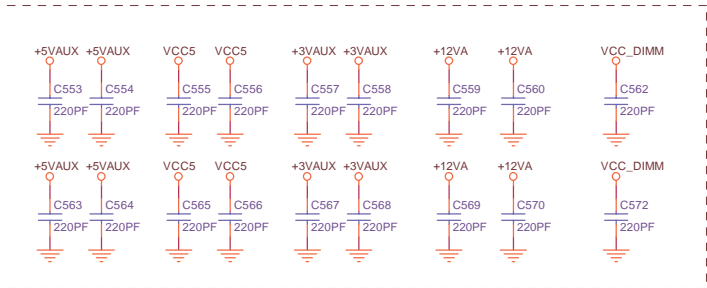 +5VAUX +5VAUX VCC5 VCC5 +3VAUX +3VAUX +12VA +12VA VCC_DIMM
C553 C554 C555 C556 C557 C558 C559 C560 C562
220PF 220PF 220PF 220PF 220PF 220PF 220PF 220PF 220PF
+5VAUX +5VAUX VCC5 VCC5 +3VAUX +3VAUX +12VA +12VA VCC_DIMM
C563 C564 C565 C566 C567 C568 C569 C570 C572
220PF 220PF 220PF 220PF 220PF 220PF 220PF 220PF 220PF